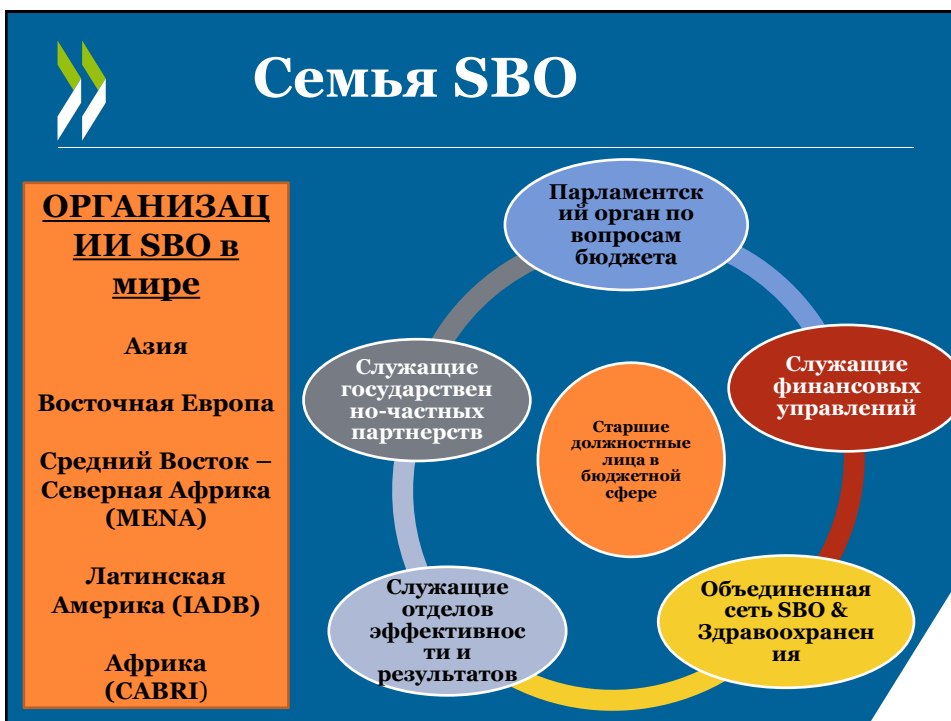 Семья SBO
ОРГАНИЗАЦ
ИИ SBO в
мире
Азия
Восточная Европа
Средний Восток –
Северная Африка
(MENA)
Латинская
Америка (IADB)
Африка
(CABRI)
Парламентск
ий орган по
вопросам
бюджета
Служащие
финансовых
управлений
Объединенная
сеть SBO &
Здравоохранен
ия
Служащие
отделов
эффективнос
ти и
результатов
Служащие
государствен
но-частных
партнерств
Старшие
должностные
лица в
бюджетной
сфере